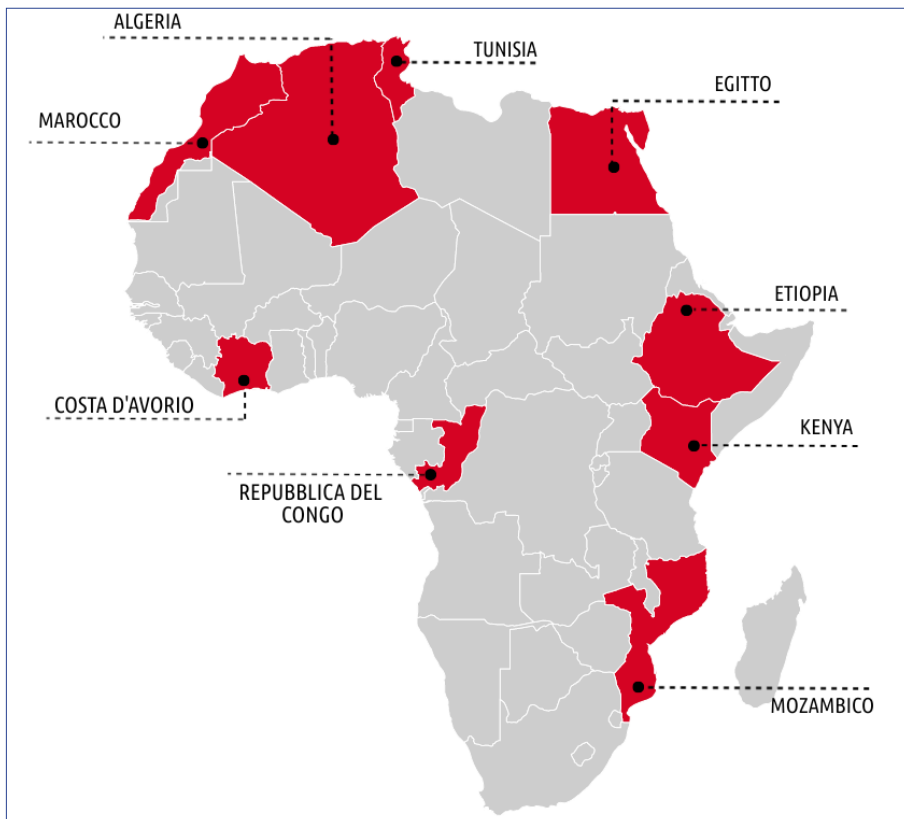 ALGERIA
TUNISIA
EGITTO
MAROCCO
ETIOPIA
COSTA D'AVORIO
KENYA
REPUBBLICA DEL
CONGO
MOZAMBICO